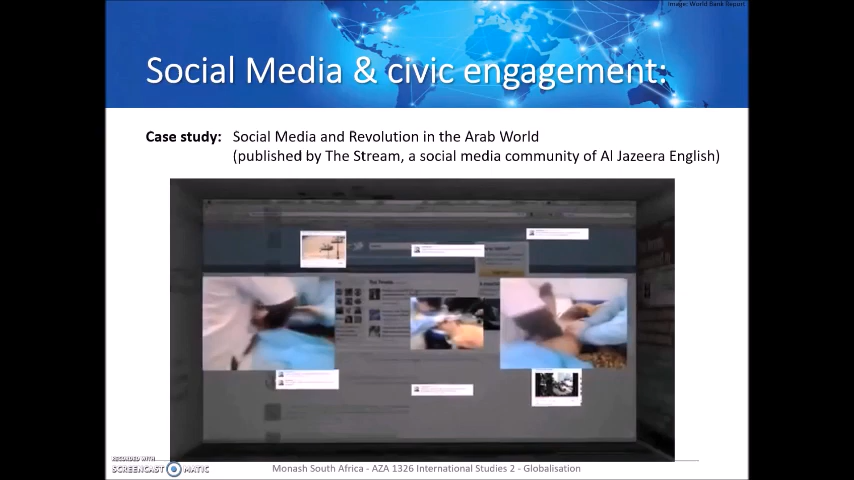 Image: World Bank Report
Social Media & civic engagement:
Case study: Social Media and Revolution in the Arab World
(published by The Stream, a social media community of Al Jazeera English)
RECORDED WITH
SCREENCAST MATIC
Monash South Africa - AZA 1326 International Studies 2 - Globalisation